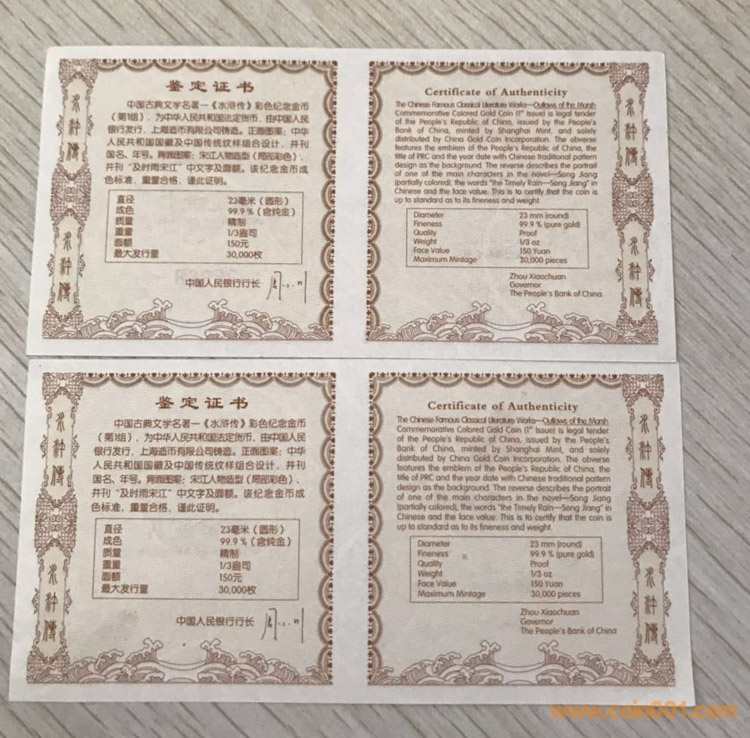 水浒传
水浒传
鉴定证书
中国古典文学名著—《水浒传》彩色纪念金币
（第1组），为中华人民共和国法定货币，由中国人民
银行发行，上海造币有限公司铸造。正面图案：中华
人民共和国国徽及中国传统纹样组合设计，并刊
国名、年号。背面图案：宋江人物造型（局部彩色），
并刊“及时雨宋江”中文字及面额。该纪念金币成
色标准，重量合格，谨此证明。
直径 23毫米（圆形）
成色 99.9％（含纯金）
质量 精制
重量 1/3盎司
面额 150元
最大发行量 30,000枚
中国人民银行行长
Certificate of Authenticity
The Chinese Famous Classical Literature Works—Outlaws of the Marsh
Commemorative Colored Gold Coin (1st Issue) is legal tender
of the People's Republic of China, issued by the People's
Bank of China, minted by Shanghai Mint, and solely
distributed by China Gold Coin Incorporation. The obverse
features the emblem of the People's Republic of China, the
title of PRC and the year date with Chinese traditional pattern
design as the background. The reverse describes the portrait
of one of the main characters in the novel—Song Jiang
(partially colored), the words "the Timely Rain—Song Jiang" in
Chinese and the face value. This is to certify that the coin is
up to standard as to its fineness and weight.
Diameter 23 mm (round)
Fineness 99.9 % (pure gold)
Quality Proof
Weight 1/3 oz
Face Value 150 Yuan
Maximum Mintage 30,000 pieces
Zhou Xiaochuan
Governor
The People's Bank of China
水浒传
水浒传
水浒传
水浒传
鉴定证书
中国古典文学名著—《水浒传》彩色纪念金币
（第1组），为中华人民共和国法定货币，由中国人民
银行发行，上海造币有限公司铸造。正面图案：中华
人民共和国国徽及中国传统纹样组合设计，并刊
国名、年号。背面图案：宋江人物造型（局部彩色），
并刊“及时雨宋江”中文字及面额。该纪念金币成
色标准，重量合格，谨此证明。
直径 23毫米（圆形）
成色 99.9％（含纯金）
质量 精制
重量 1/3盎司
面额 150元
最大发行量 30,000枚
中国人民银行行长
Certificate of Authenticity
The Chinese Famous Classical Literature Works—Outlaws of the Marsh
Commemorative Colored Gold Coin (1st Issue) is legal tender
of the People's Republic of China, issued by the People's
Bank of China, minted by Shanghai Mint, and solely
distributed by China Gold Coin Incorporation. The obverse
features the emblem of the People's Republic of China, the
title of PRC and the year date with Chinese traditional pattern
design as the background. The reverse describes the portrait
of one of the main characters in the novel—Song Jiang
(partially colored), the words "the Timely Rain—Song Jiang" in
Chinese and the face value. This is to certify that the coin is
up to standard as to its fineness and weight.
Diameter 23 mm (round)
Fineness 99.9 % (pure gold)
Quality Proof
Weight 1/3 oz
Face Value 150 Yuan
Maximum Mintage 30,000 pieces
Zhou Xiaochuan
Governor
The People's Bank of China
水浒传
水浒传
www.coin001.com